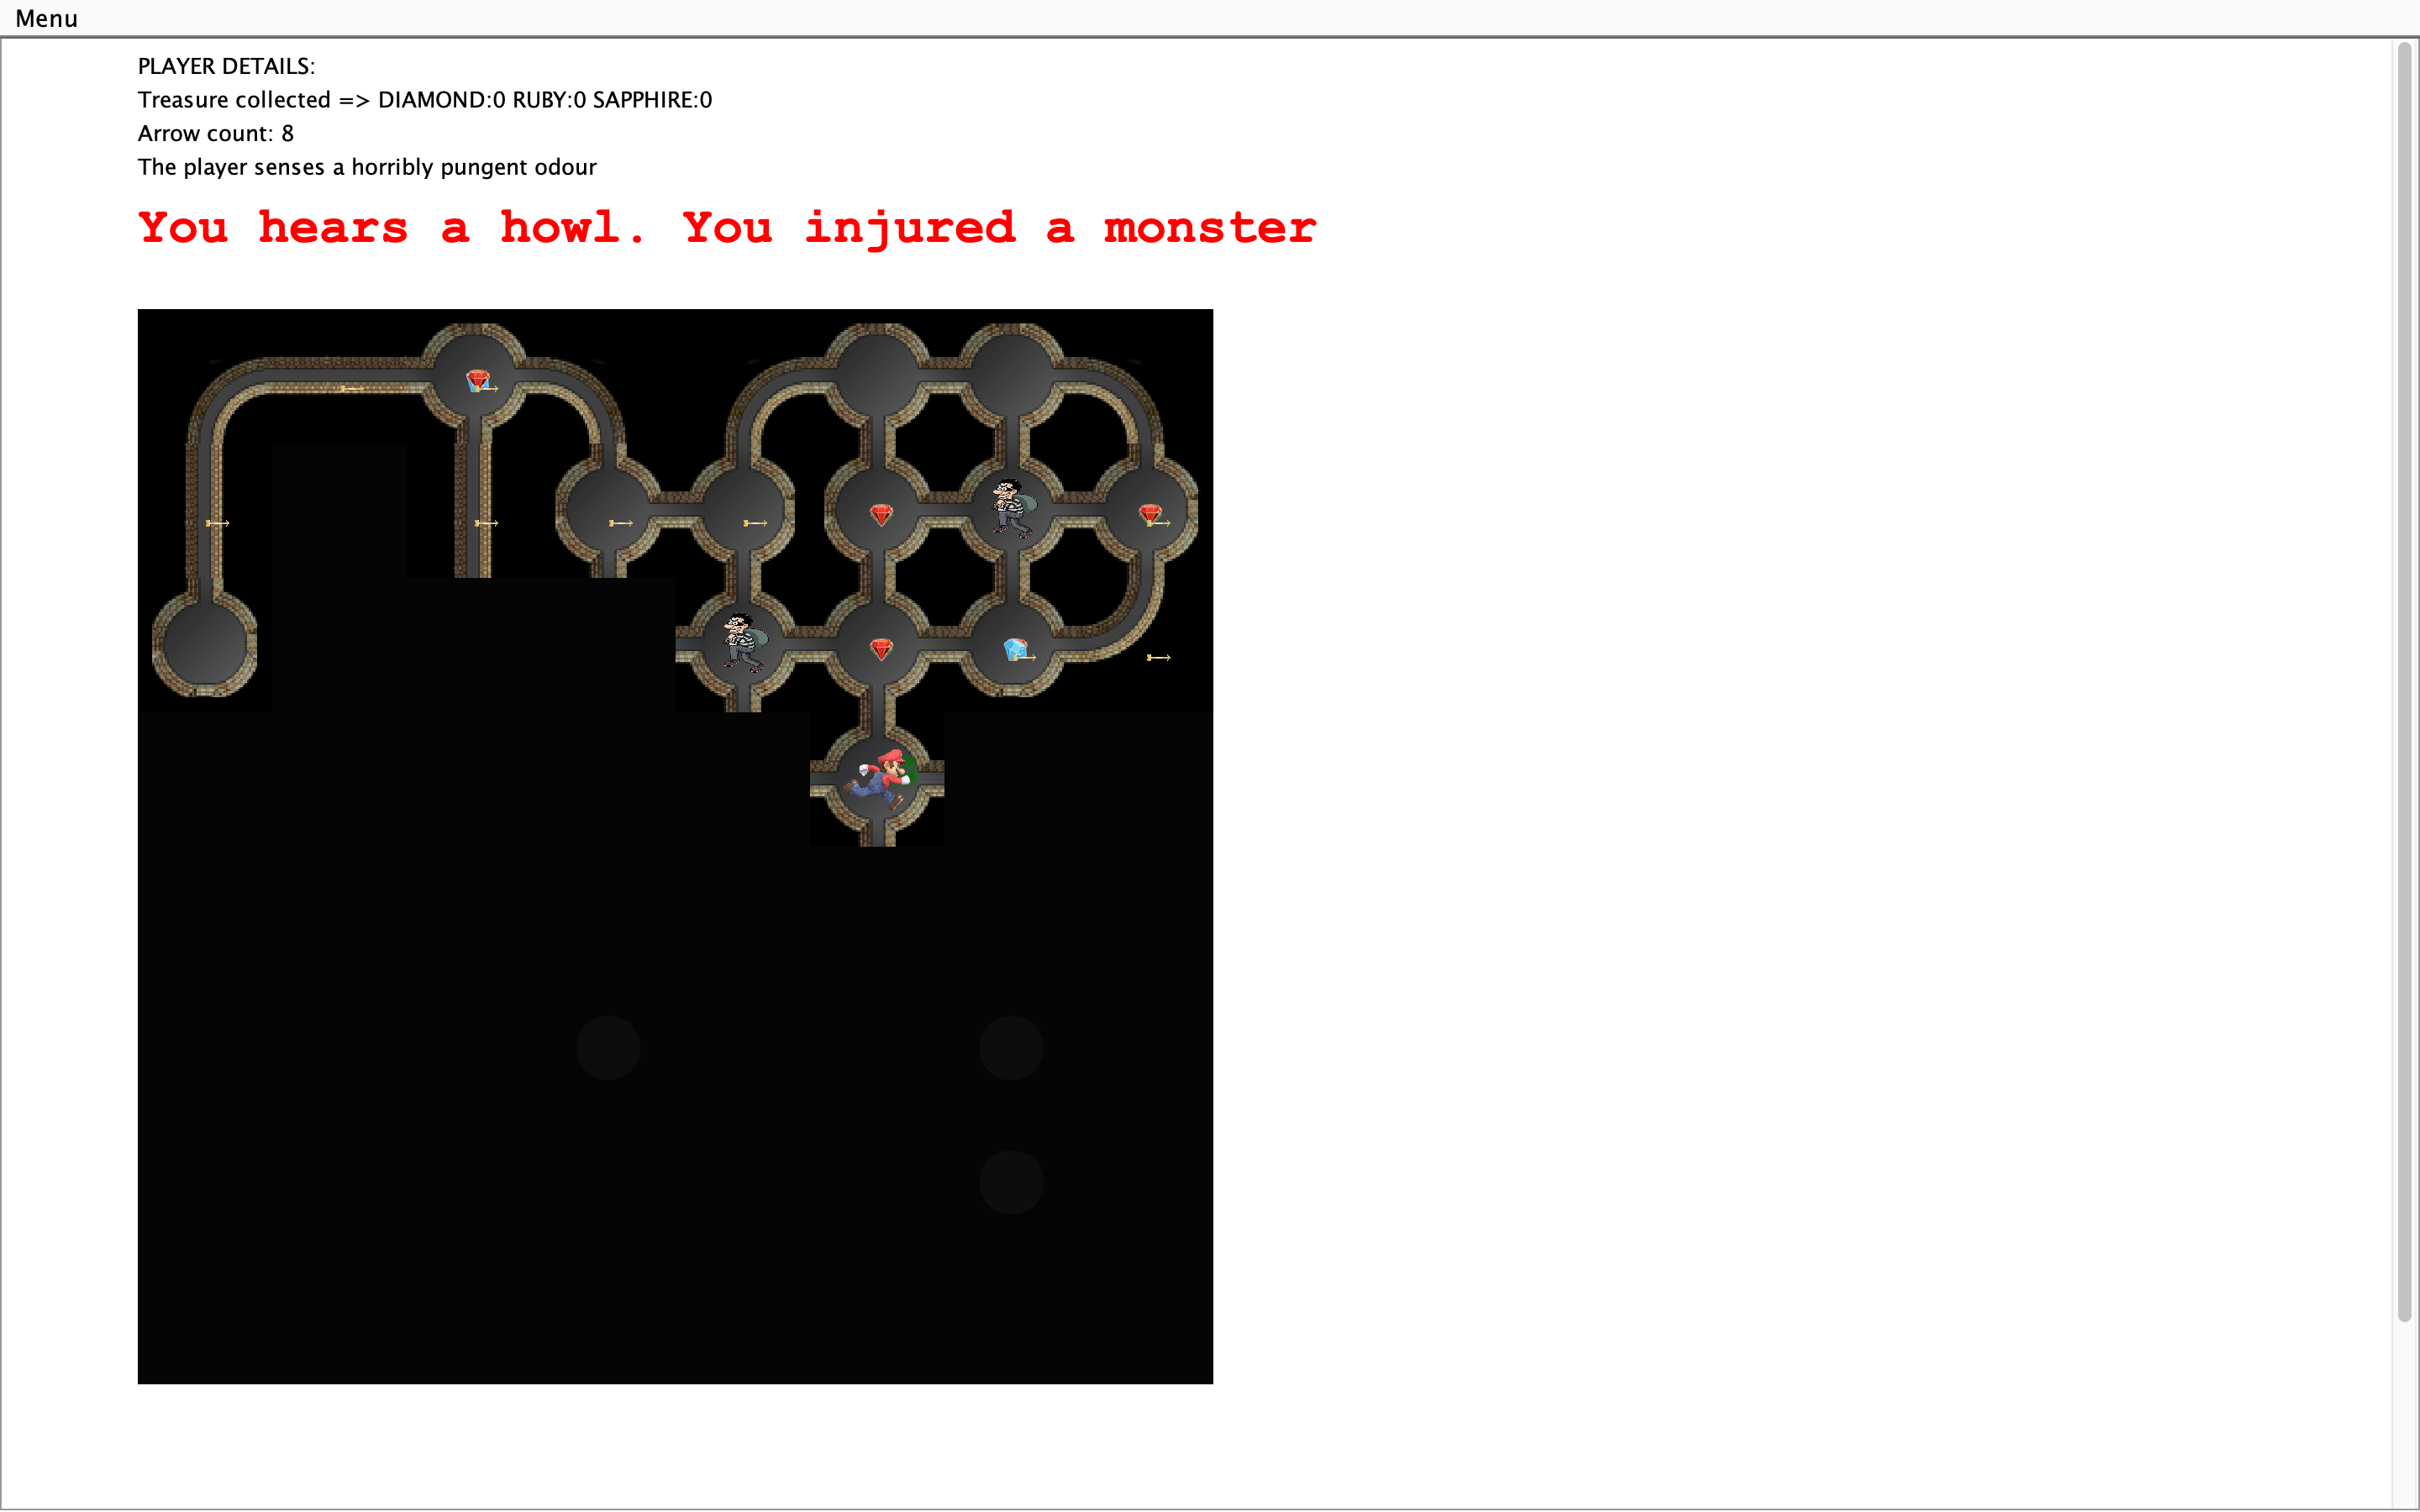 Menu
PLAYER DETAILS:
Treasure collected => DIAMOND:0 RUBY:0 SAPPHIRE:0
Arrow count: 8
The player senses a horribly pungent odour
You hears a howl. You injured a monster